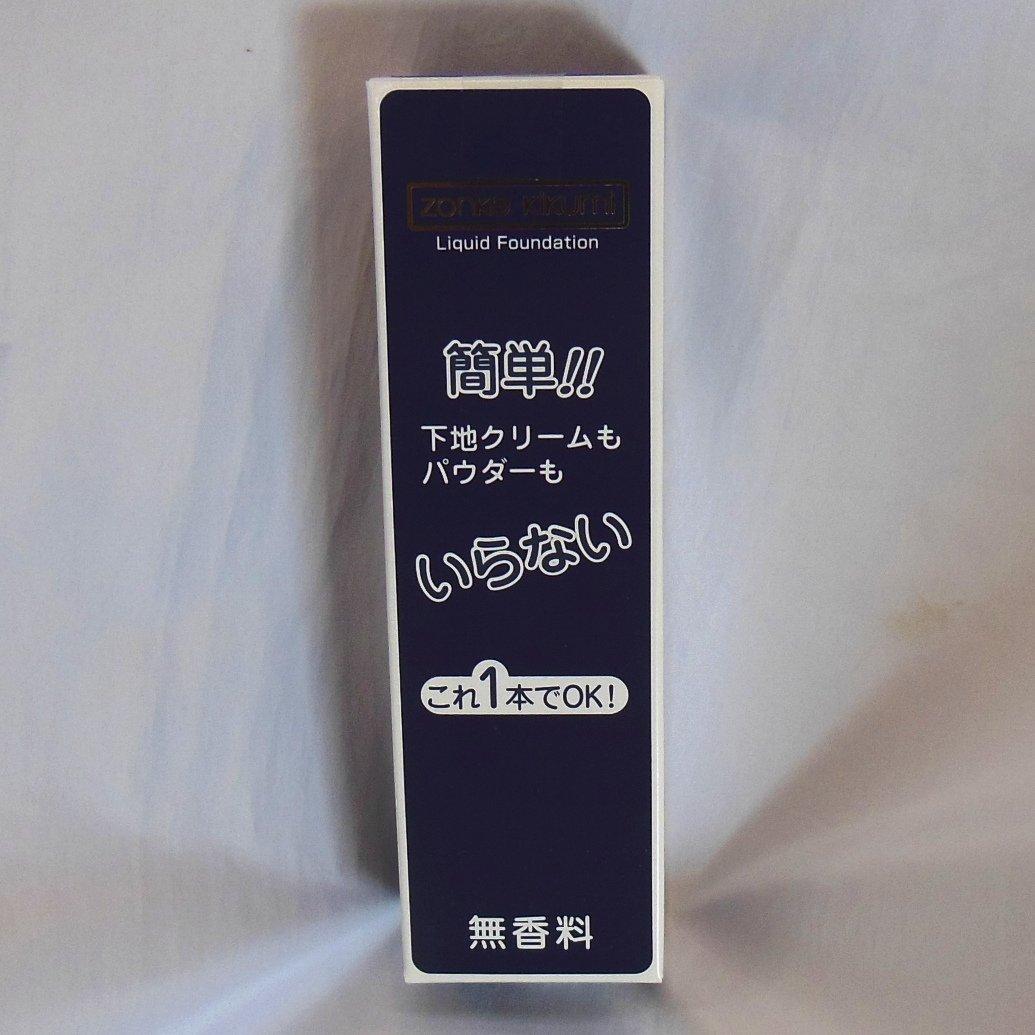 kikumi
Liquid Foundation
簡単!!
下地クリームも
パウダーも
いらない
これ1本でOK!
無香料